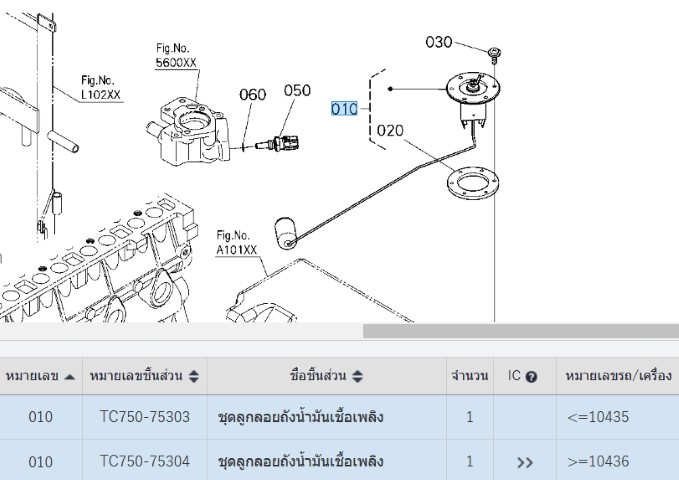 030
Fig.No.
5600XX
Fig.No.
L102XX
060
050
010
020
Fig.No.
A101XX
หมายเลข หมายเลขชิ้นส่วน ชื่อชิ้นส่วน จำนวน IC ? หมายเลขรถ/เครื่อง
010 TC750-75303 ชุดลูกลอยถังน้ำมันเชื้อเพลิง 1 <=10435
010 TC750-75304 ชุดลูกลอยถังน้ำมันเชื้อเพลิง 1 >> >=10436